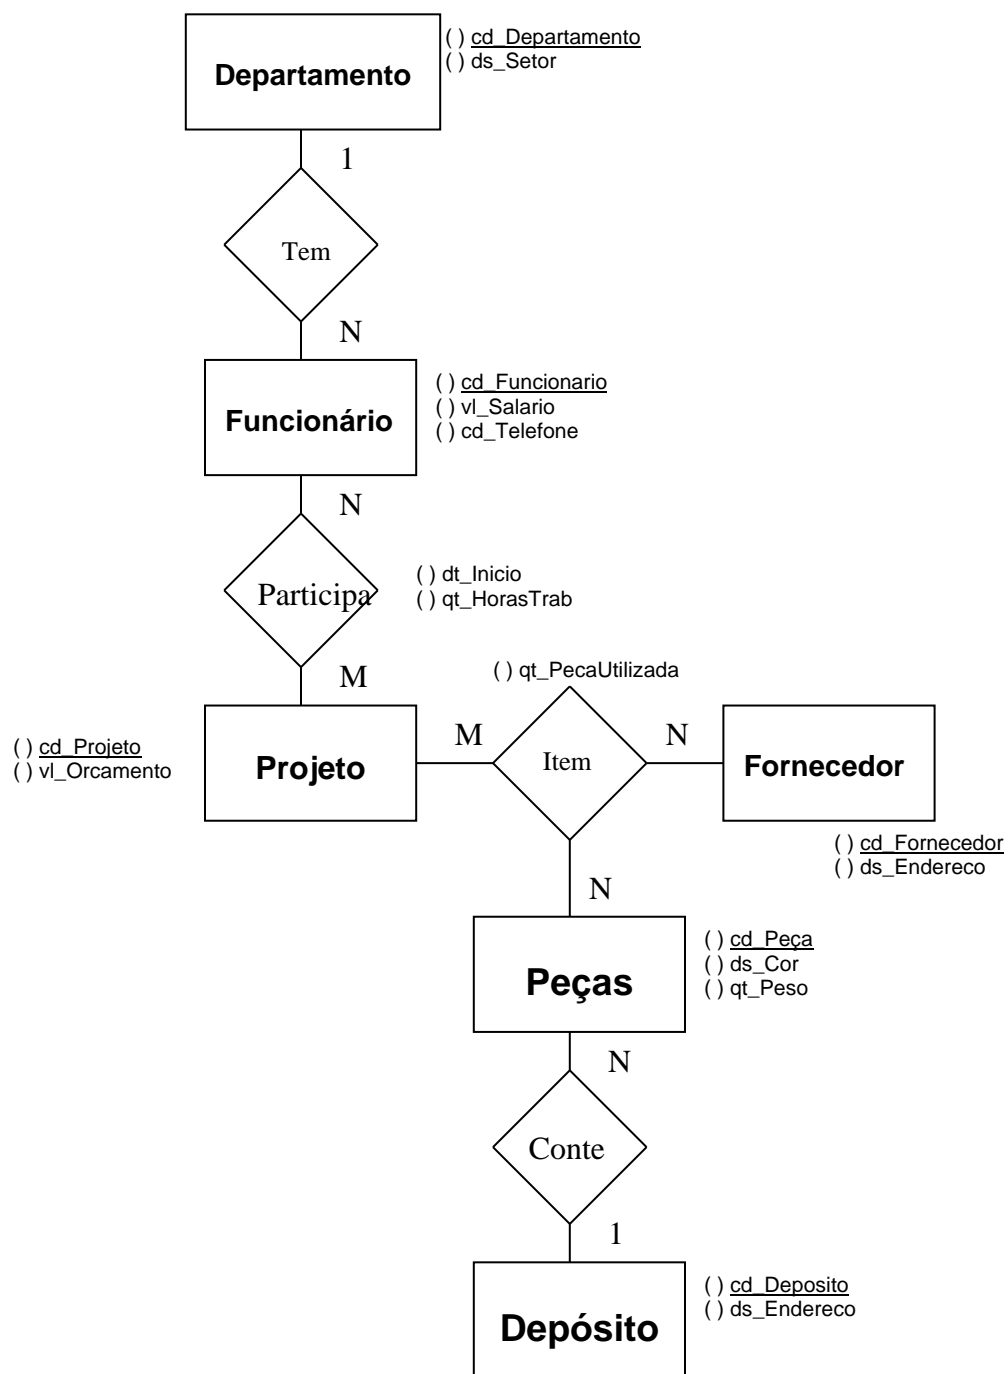 ( ) cd_Departamento
( ) ds_Setor
Departamento
1
Tem
N
( ) cd_Funcionario
( ) vl_Salario
( ) cd_Telefone
Funcionário
N
( ) dt_Inicio
( ) qt_HorasTrab
Participa
M
( ) qt_PecaUtilizada
( ) cd_Projeto
( ) vl_Orcamento
Projeto
M
Item
N
Fornecedor
( ) cd_Fornecedor
( ) ds_Endereco
N
( ) cd_Peça
( ) ds_Cor
( ) qt_Peso
Peças
N
Conte
1
( ) cd_Deposito
( ) ds_Endereco
Depósito